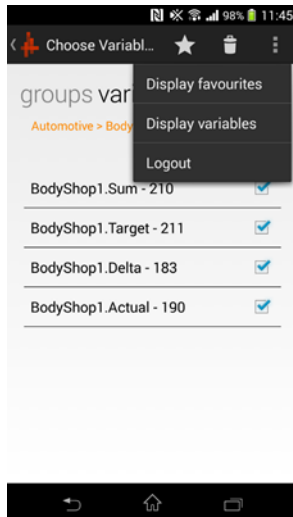 98% 11:45
Choose Variabl...
Display favourites
groups var
Automotive > Body
Display variables
Logout
BodyShop1.Sum - 210
BodyShop1.Target - 211
BodyShop1.Delta - 183
BodyShop1.Actual - 190